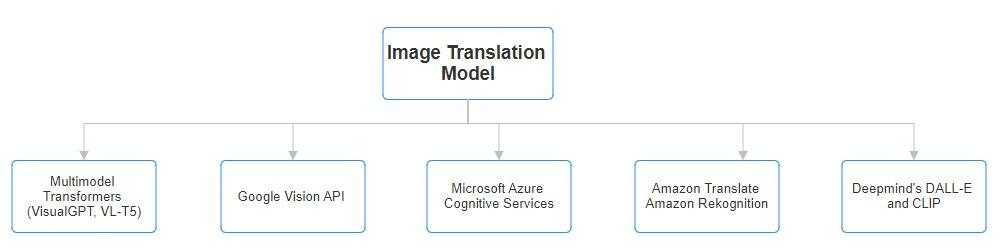 Image Translation
Model
Multimodel
Transformers
(VisualGPT, VL-T5)
Google Vision API
Microsoft Azure
Cognitive Services
Amazon Translate
Amazon Rekognition
Deepmind's DALL-E
and CLIP